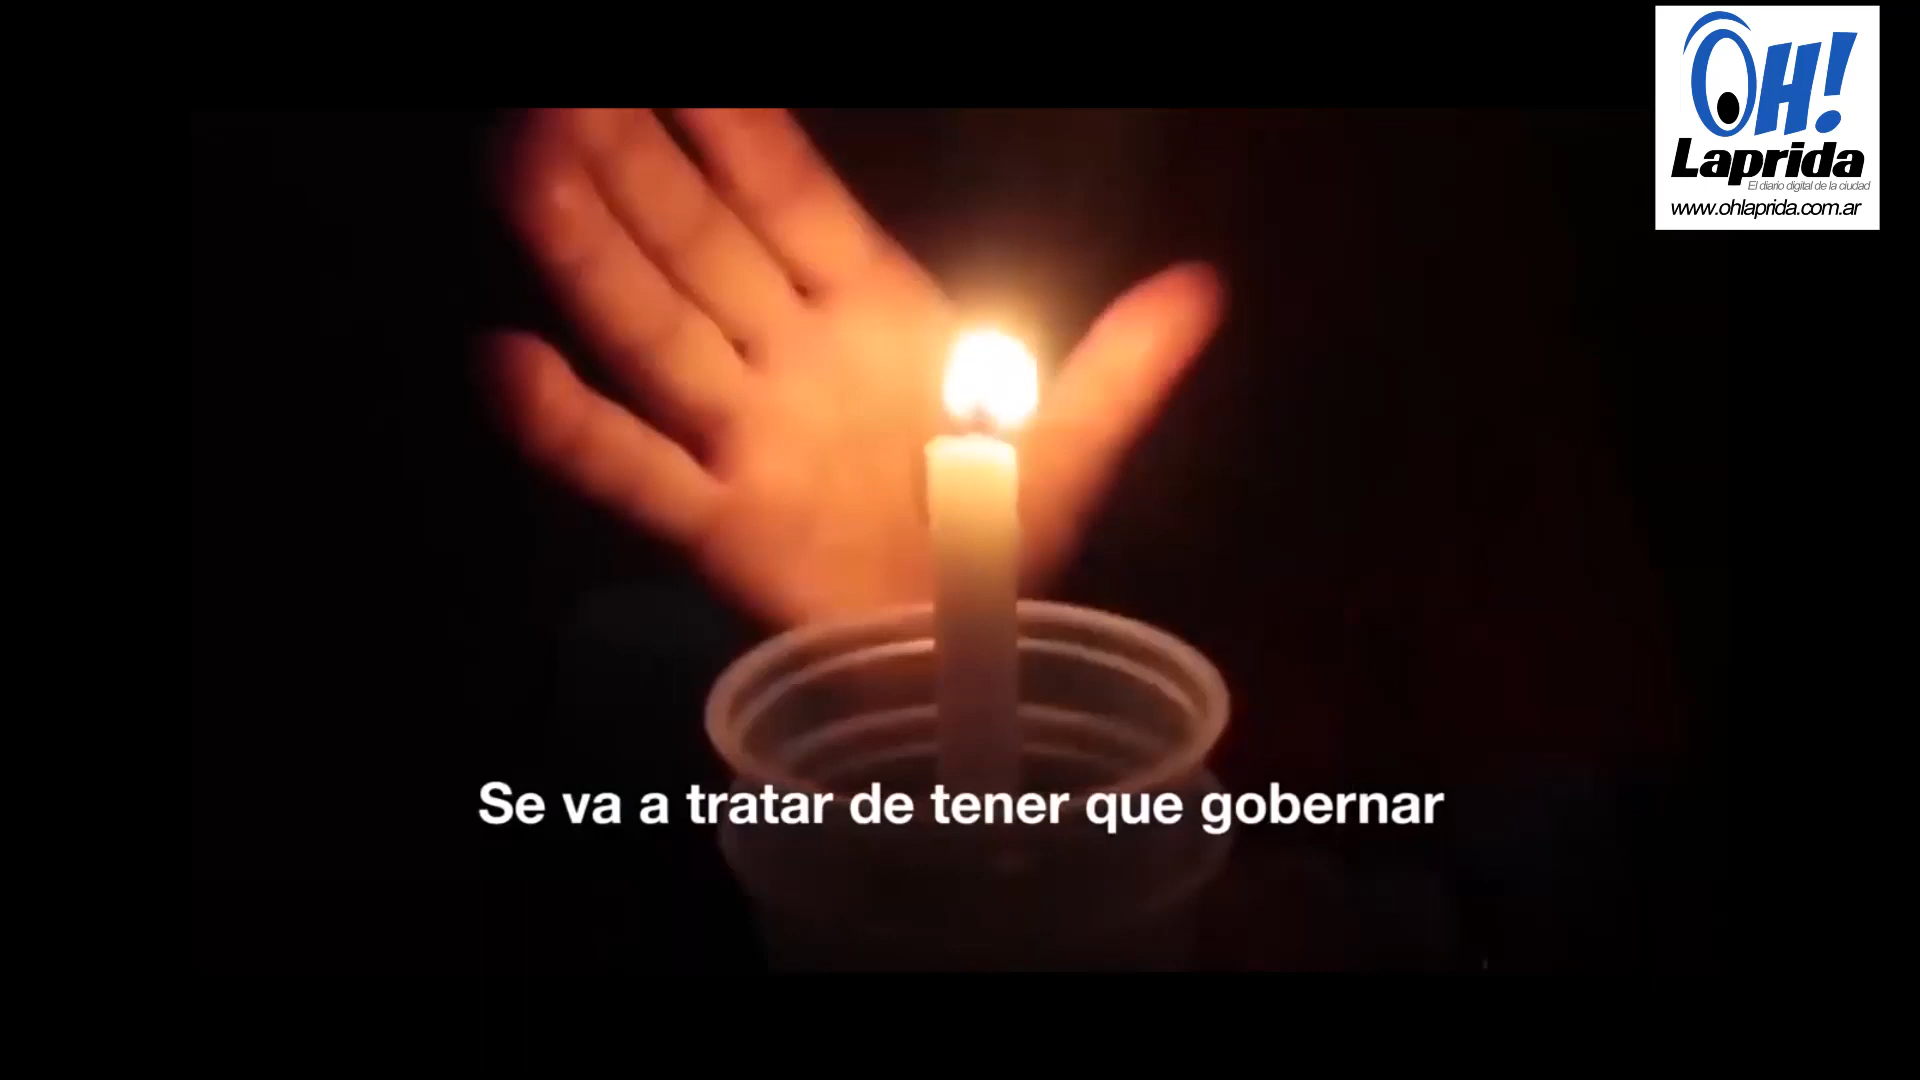 OH!
Laprida
El diario digital de la ciudad
www.ohlaprida.com.ar
Se va a tratar de tener que gobernar